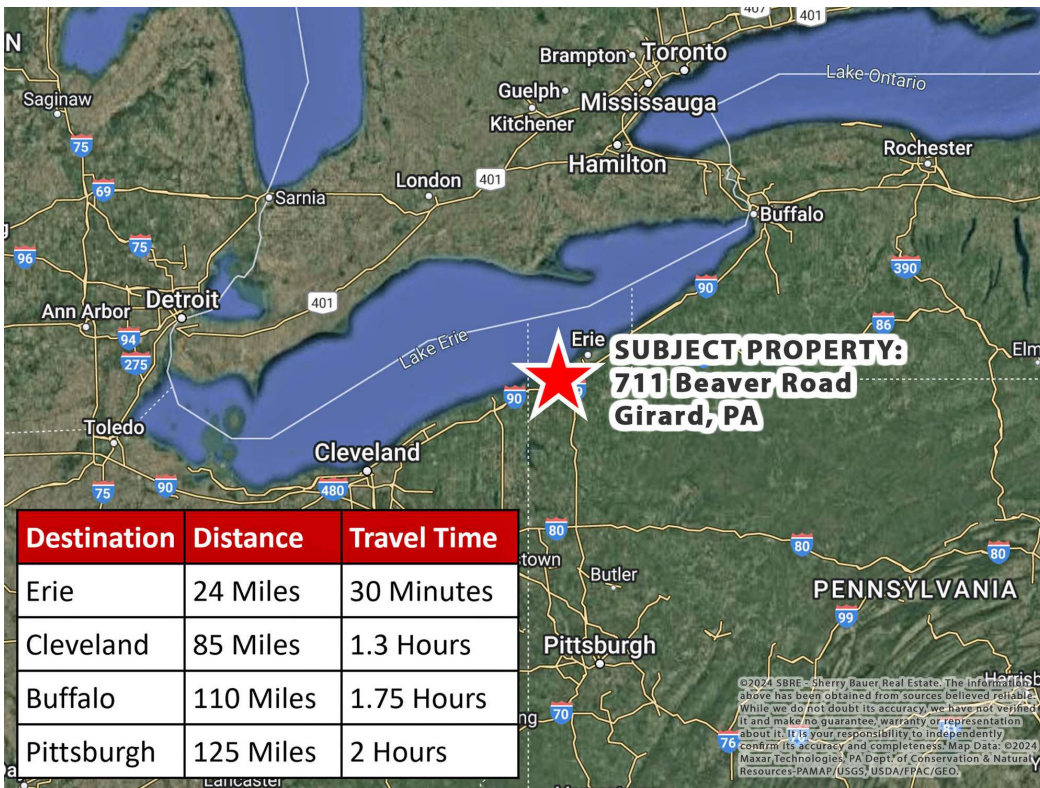 407
401
N
Brampton
Toronto
Lake Ontario
Saginaw
Guelph
Mississauga
Kitchener
75
Rochester
Hamilton
London
401
69
Sarnia
Buffalo
75
96
390
90
Detroit
401
Ann Arbor
86
94
Lake Erie
Erie
SUBJECT PROPERTY:
711 Beaver Road
Girard, PA
Elm
275
90
Toledo
Cleveland
75
90
480
Destination Distance Travel Time
Erie 24 Miles 30 Minutes
Cleveland 85 Miles 1.3 Hours
Buffalo 110 Miles 1.75 Hours
Pittsburgh 125 Miles 2 Hours
80
80
80
stown
Butler
PENNSYLVANIA
99
Pittsburgh
Harrisb
70
76
ng
Lancaster
©2024 SBRE – Sherry Bauer Real Estate. The information
above has been obtained from sources believed reliable.
While we do not doubt its accuracy, we have not verified
it and make no guarantee, warranty or representation
about it. It is your responsibility to independently
confirm its accuracy and completeness. Map Data: ©2024
Maxar Technologies, PA Dept. of Conservation & Natural
Resources-PAMAP/USGS, USDA/FPAC/GEO.